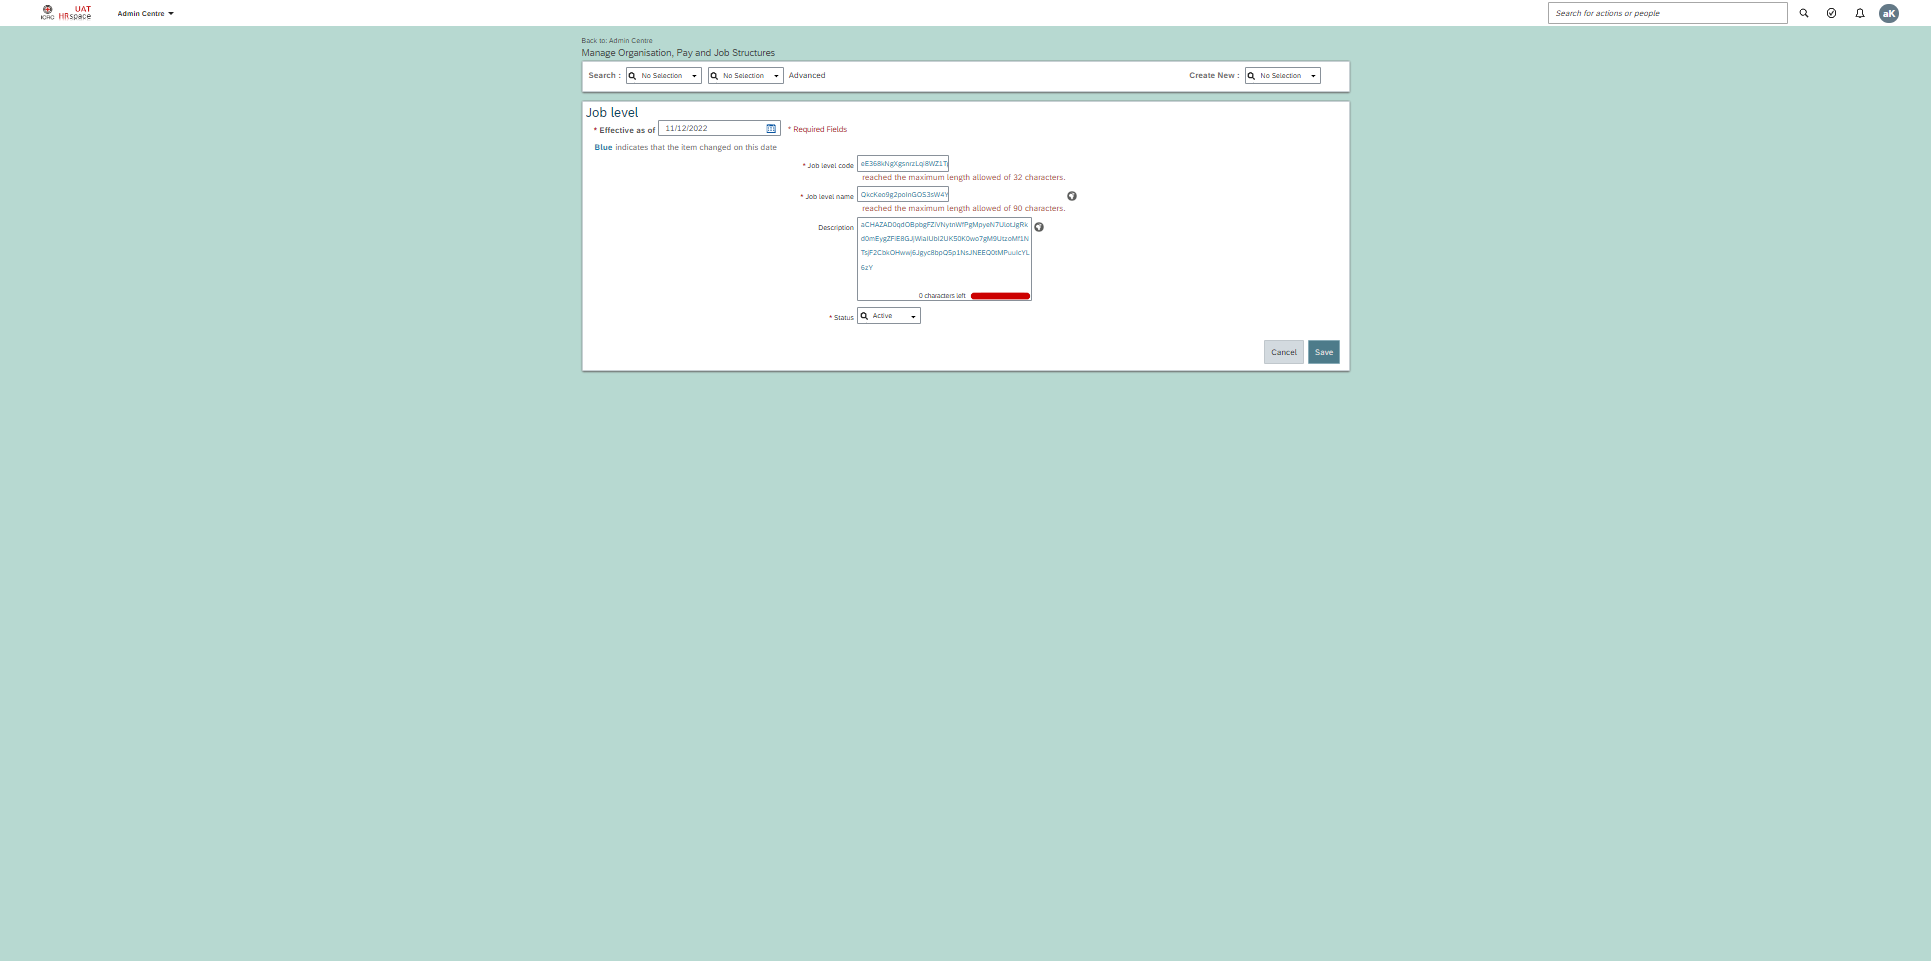 ICRC
UAT
HRspace
Admin Centre
Search for actions or people
aK
Back to: Admin Centre
Manage Organisation, Pay and Job Structures
Search :
No Selection
No Selection
Advanced
Create New :
No Selection
Job level
* Effective as of
11/12/2022
* Required Fields
Blue indicates that the item changed on this date
* Job level code
reached the maximum length allowed of 32 characters.
* Job level name
reached the maximum length allowed of 90 characters.
Description
6zY
0 characters left
* Status
Active
Cancel
Save